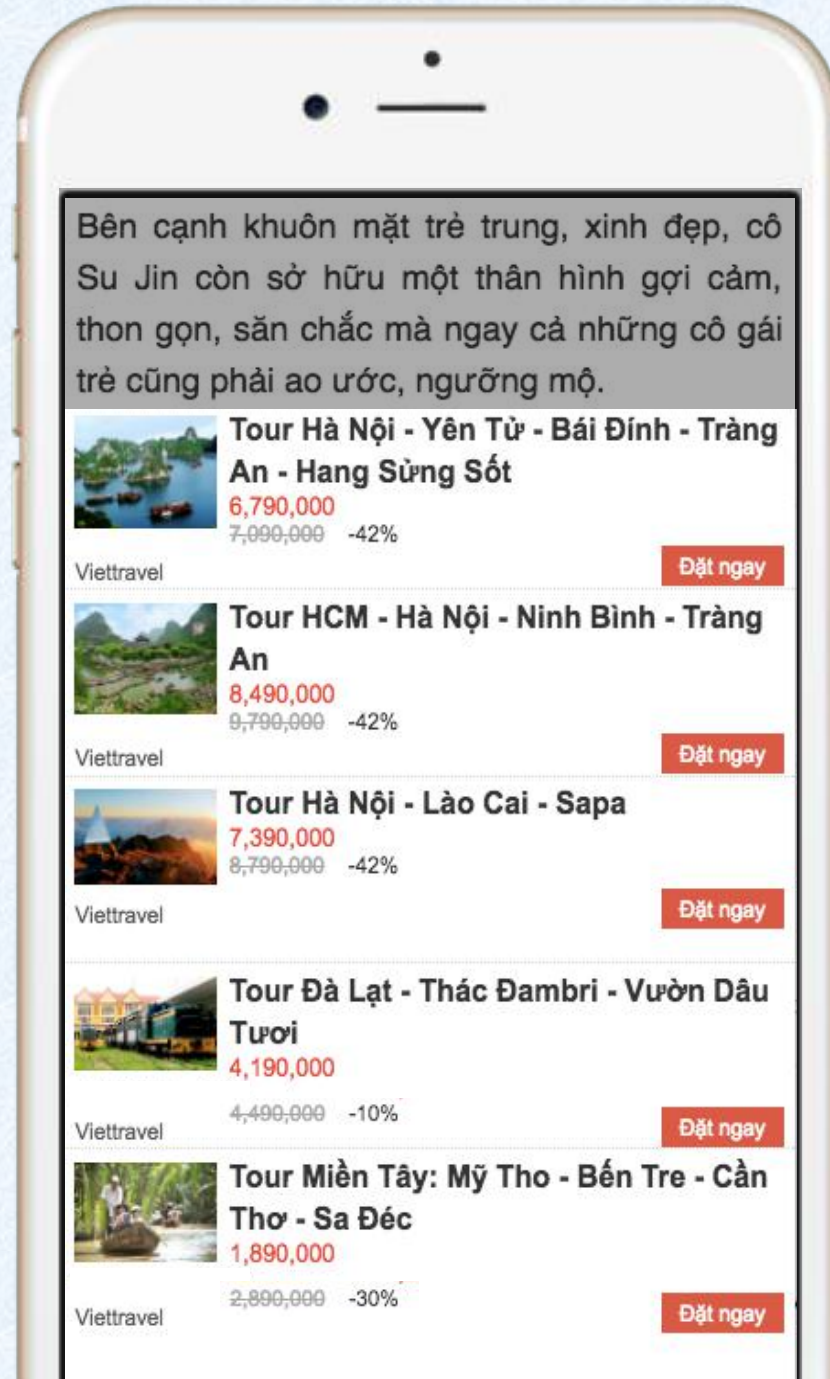 Bên cạnh khuôn mặt trẻ trung, xinh đẹp, cô
Su Jin còn sở hữu một thân hình gợi cảm,
thon gọn, săn chắc mà ngay cả những cô gái
trẻ cũng phải ao ước, ngưỡng mộ.
Tour Hà Nội - Yên Tử - Bái Đính - Tràng
An - Hang Sửng Sốt
6,790,000
7,090,000 -42%
Viettravel
Đặt ngay
Tour HCM - Hà Nội - Ninh Bình - Tràng
An
8,490,000
9,790,000 -42%
Viettravel
Đặt ngay
Tour Hà Nội - Lào Cai - Sapa
7,390,000
8,790,000 -42%
Viettravel
Đặt ngay
Tour Đà Lạt - Thác Đambri - Vườn Dâu
Tươi
4,190,000
4,490,000 -10%
Viettravel
Đặt ngay
Tour Miền Tây: Mỹ Tho - Bến Tre - Cần
Thơ - Sa Đéc
1,890,000
2,890,000 -30%
Viettravel
Đặt ngay